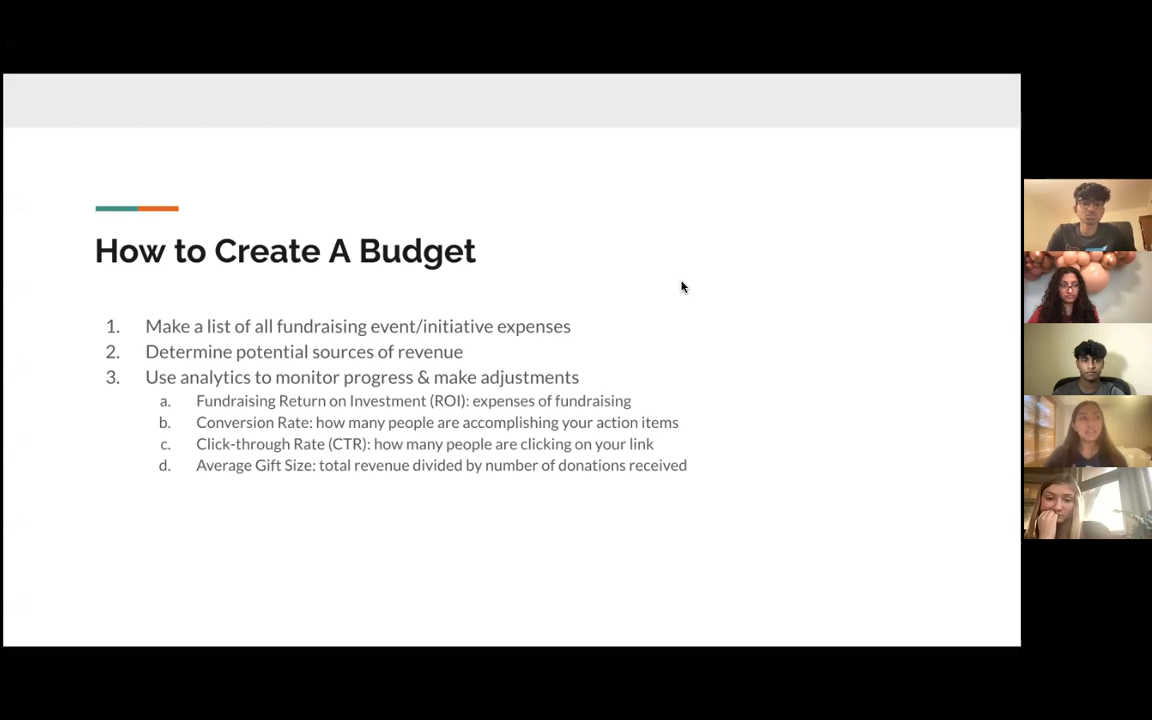 How to Create A Budget
1. Make a list of all fundraising event/initiative expenses
2. Determine potential sources of revenue
3. Use analytics to monitor progress & make adjustments
a. Fundraising Return on Investment (ROI): expenses of fundraising
b. Conversion Rate: how many people are accomplishing your action items
c. Click-through Rate (CTR): how many people are clicking on your link
d. Average Gift Size: total revenue divided by number of donations received